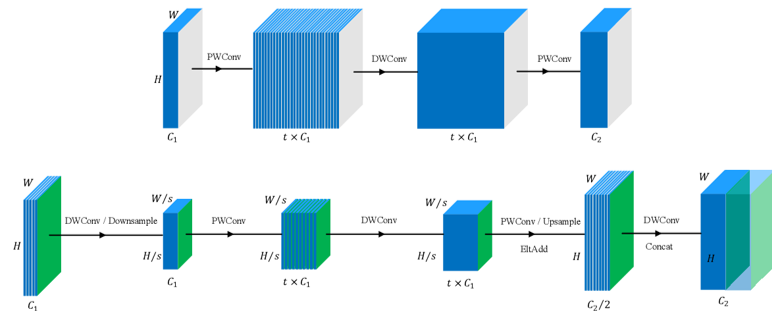 W
PWConv
DWConv
PWConv
H
C₁
t × C₁
t × C₁
C₂
W
W/s
W/s
W/s
W
W
DWConv / Downsample
PWConv
DWConv
PWConv / Upsample
DWConv
H
EltAdd
Concat
H/s
H/s
H/s
H
H
C₁
C₁
t × C₁
t × C₁
C₂/2
C₂